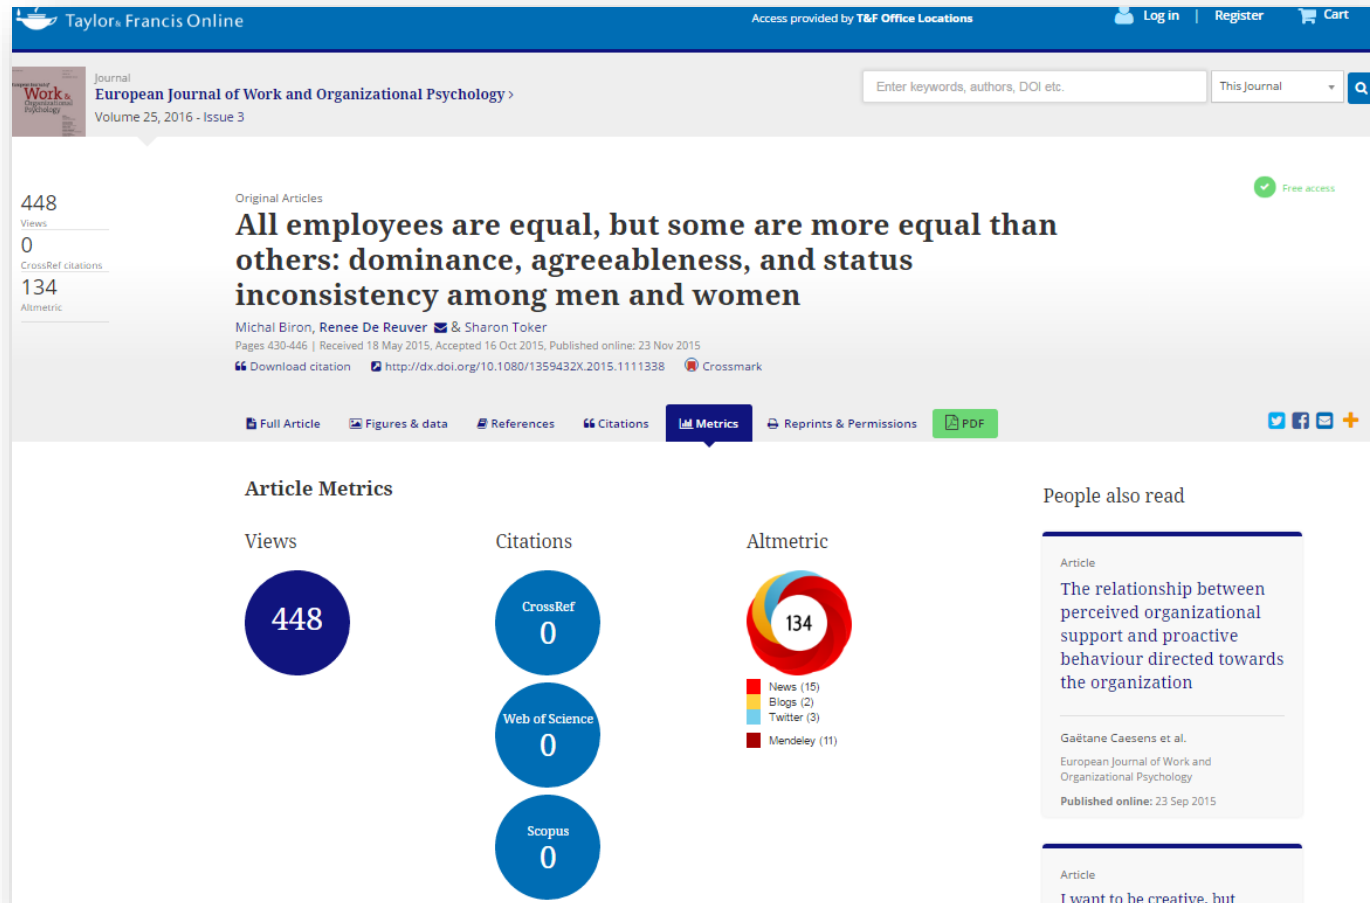 Taylor & Francis Online
Access provided by T&F Office Locations
Log in | Register
Cart
Work &
Organizational
Psychology
Journal
European Journal of Work and Organizational Psychology ›
Volume 25, 2016 - Issue 3
Enter keywords, authors, DOI etc.
This Journal
448
Views
0
CrossRef citations
134
Altmetric
Original Articles
Free access
All employees are equal, but some are more equal than
others: dominance, agreeableness, and status
inconsistency among men and women
Michal Biron, Renee De Reuver & Sharon Toker
Pages 430-446 | Received 18 May 2015, Accepted 16 Oct 2015, Published online: 23 Nov 2015
Download citation http://dx.doi.org/10.1080/1359432X.2015.1111338 Crossmark
Full Article Figures & data References Citations Metrics Reprints & Permissions PDF
Article Metrics
Views
448
Citations
CrossRef
0
Web of Science
0
Scopus
0
Altmetric
134
News (15)
Blogs (2)
Twitter (3)
Mendeley (11)
People also read
Article
The relationship between
perceived organizational
support and proactive
behaviour directed towards
the organization
Gaëtane Caesens et al.
European Journal of Work and
Organizational Psychology
Published online: 23 Sep 2015
Article
I want to be creative, but